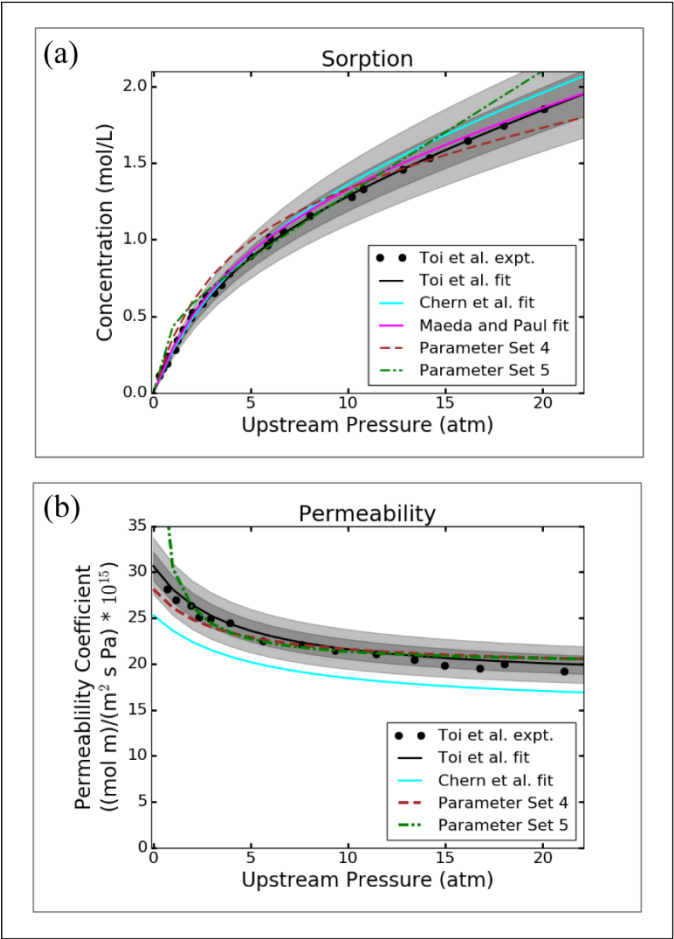 (a)
Sorption
2.0
1.5
1.0
0.5
0.0
Concentration (mol/L)
Toi et al. expt.
Toi et al. fit
Chern et al. fit
Maeda and Paul fit
Parameter Set 4
Parameter Set 5
0 5 10 15 20
Upstream Pressure (atm)
(b)
Permeability
35
30
25
20
15
10
5
0
Permeablility Coefficient
((mol m)/(m² s Pa) * 10¹⁵)
Toi et al. expt.
Toi et al. fit
Chern et al. fit
Parameter Set 4
Parameter Set 5
0 5 10 15 20
Upstream Pressure (atm)